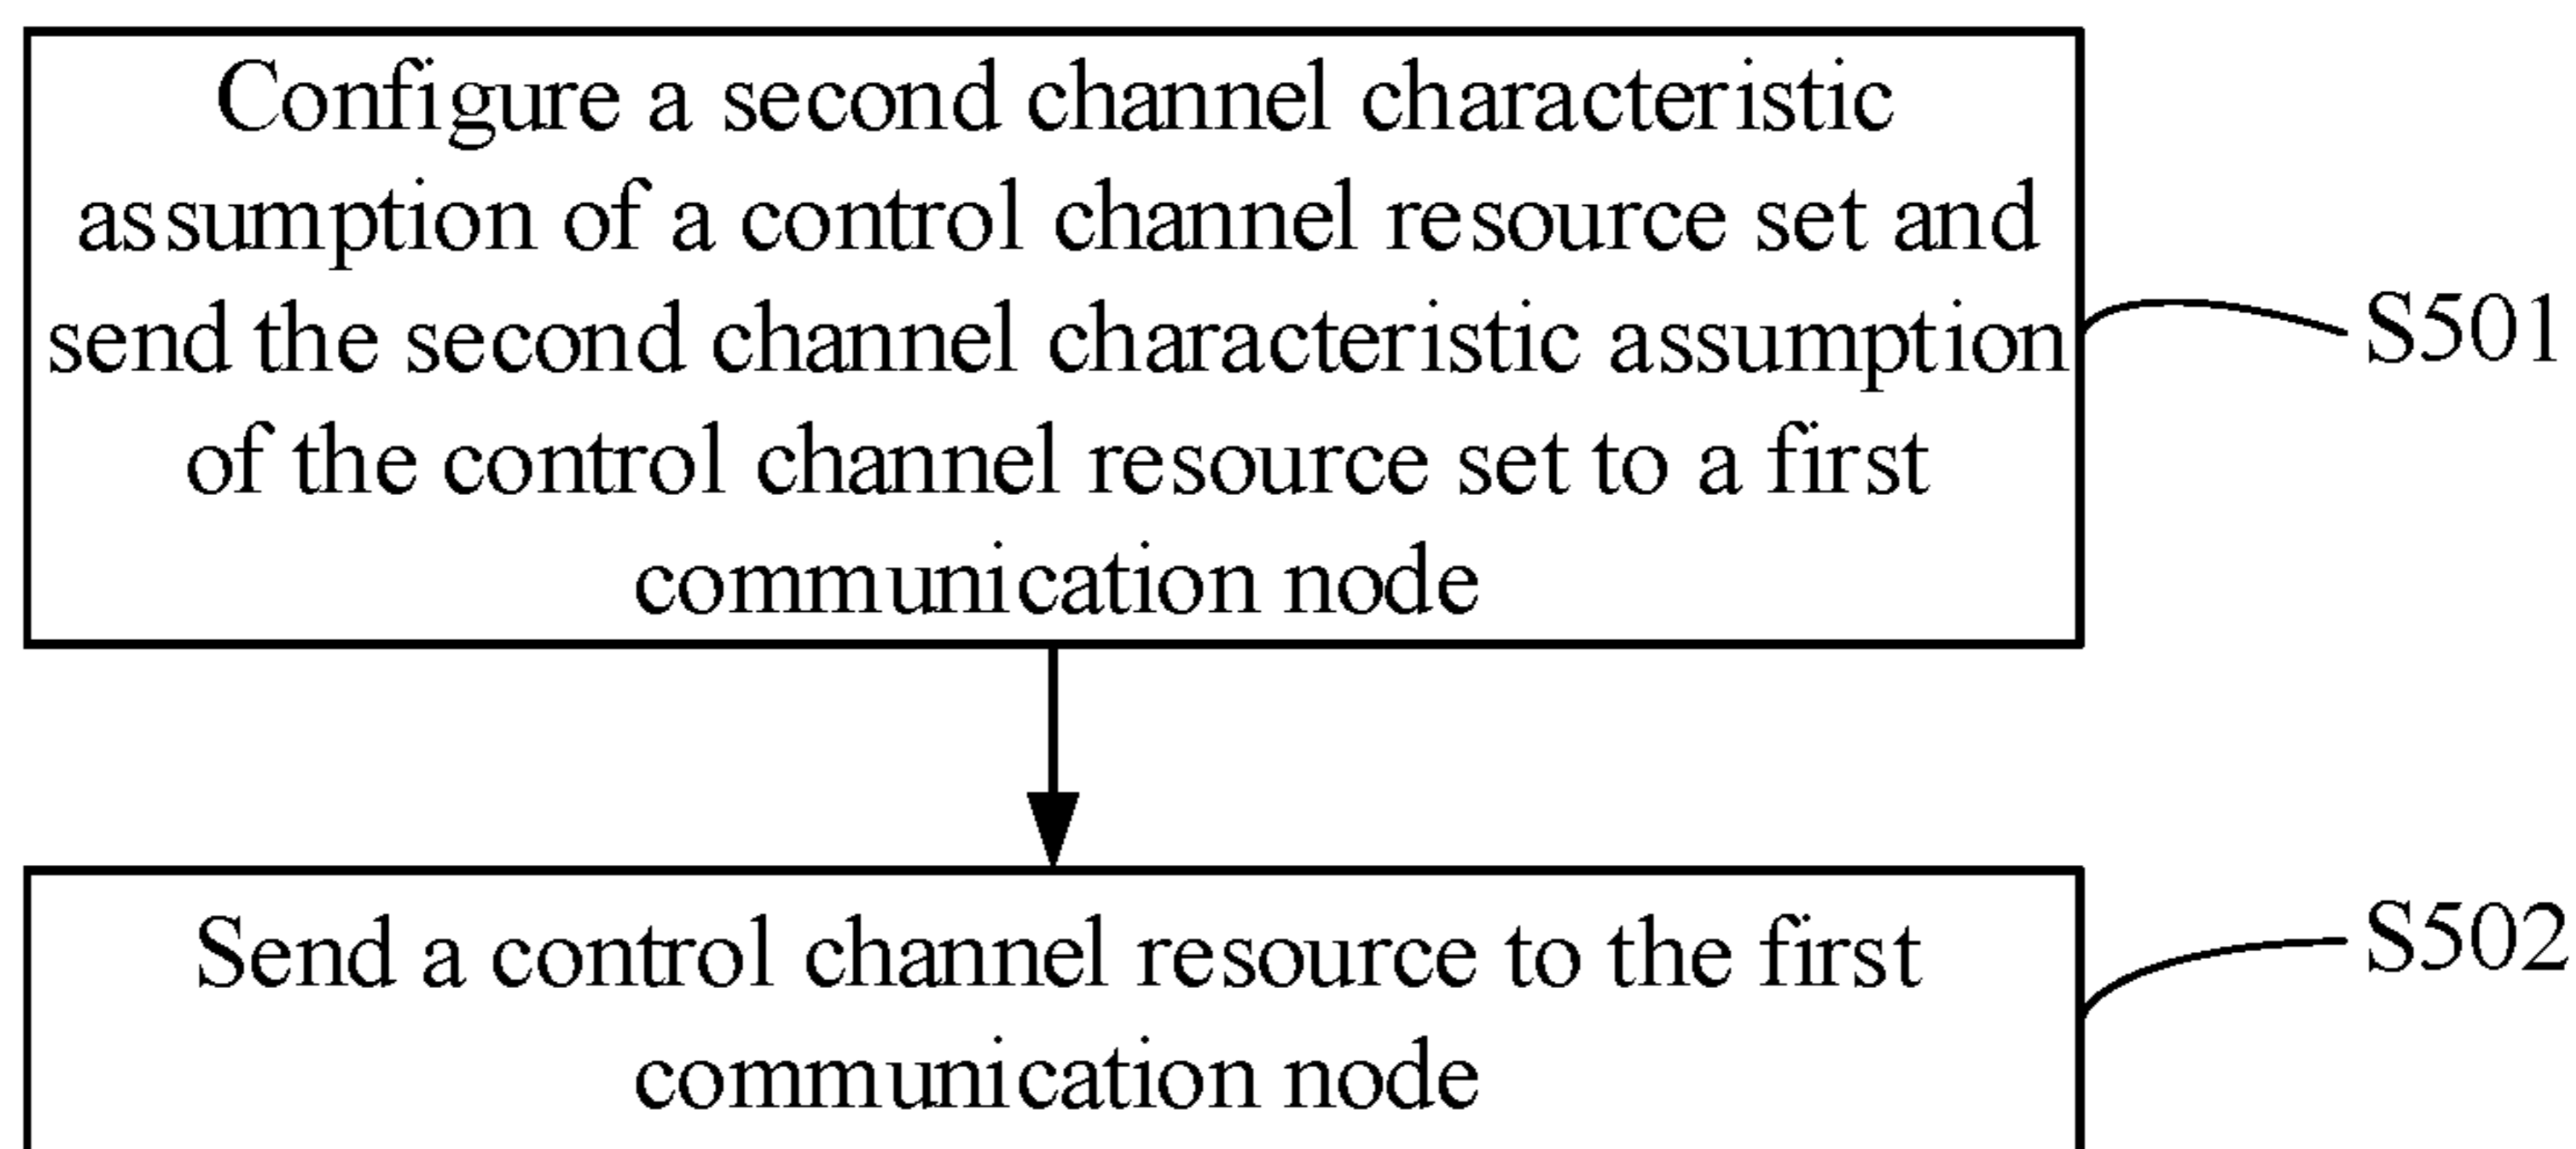 Configure a second channel characteristic
assumption of a control channel resource set and
send the second channel characteristic assumption
of the control channel resource set to a first
communication node
S501
Send a control channel resource to the first
communication node
S502